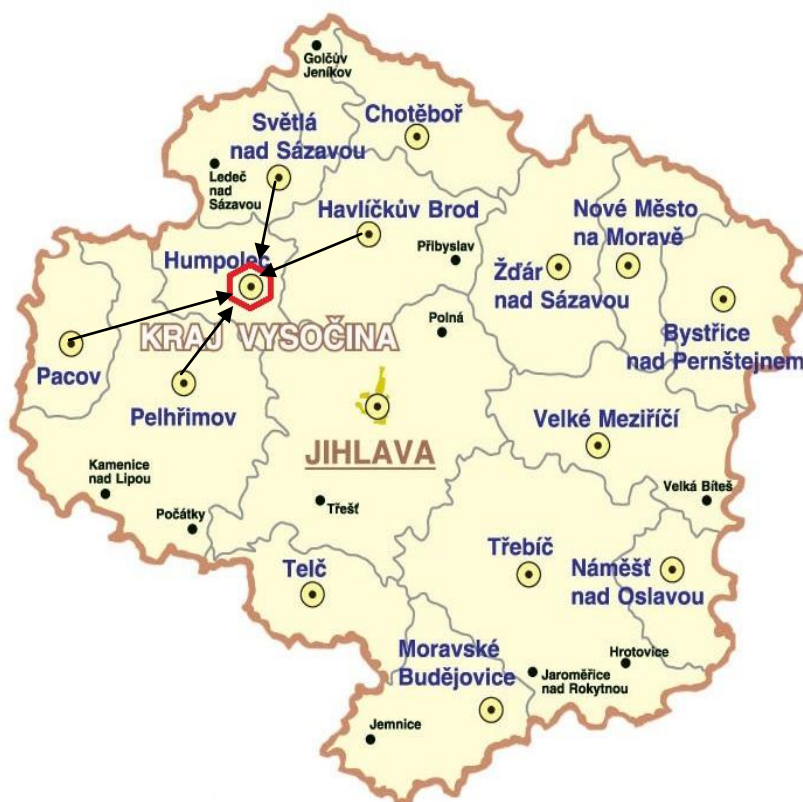 Golčův
Jeníkov
Chotěboř
Světlá
nad Sázavou
Ledeč
nad
Sázavou
Havlíčkův Brod
Přibyslav
Nové Město
na Moravě
Humpolec
Žďár
nad Sázavou
Polná
KRAJ VYSOČINA
Bystřice
nad Pernštejnem
Pacov
Pelhřimov
Velké Meziříčí
JIHLAVA
Kamenice
nad Lipou
Počátky
Třešť
Velká Bíteš
Telč
Třebíč
Náměšť
nad Oslavou
Moravské
Budějovice
Hrotovice
Jaroměřice
nad Rokytnou
Jemnice